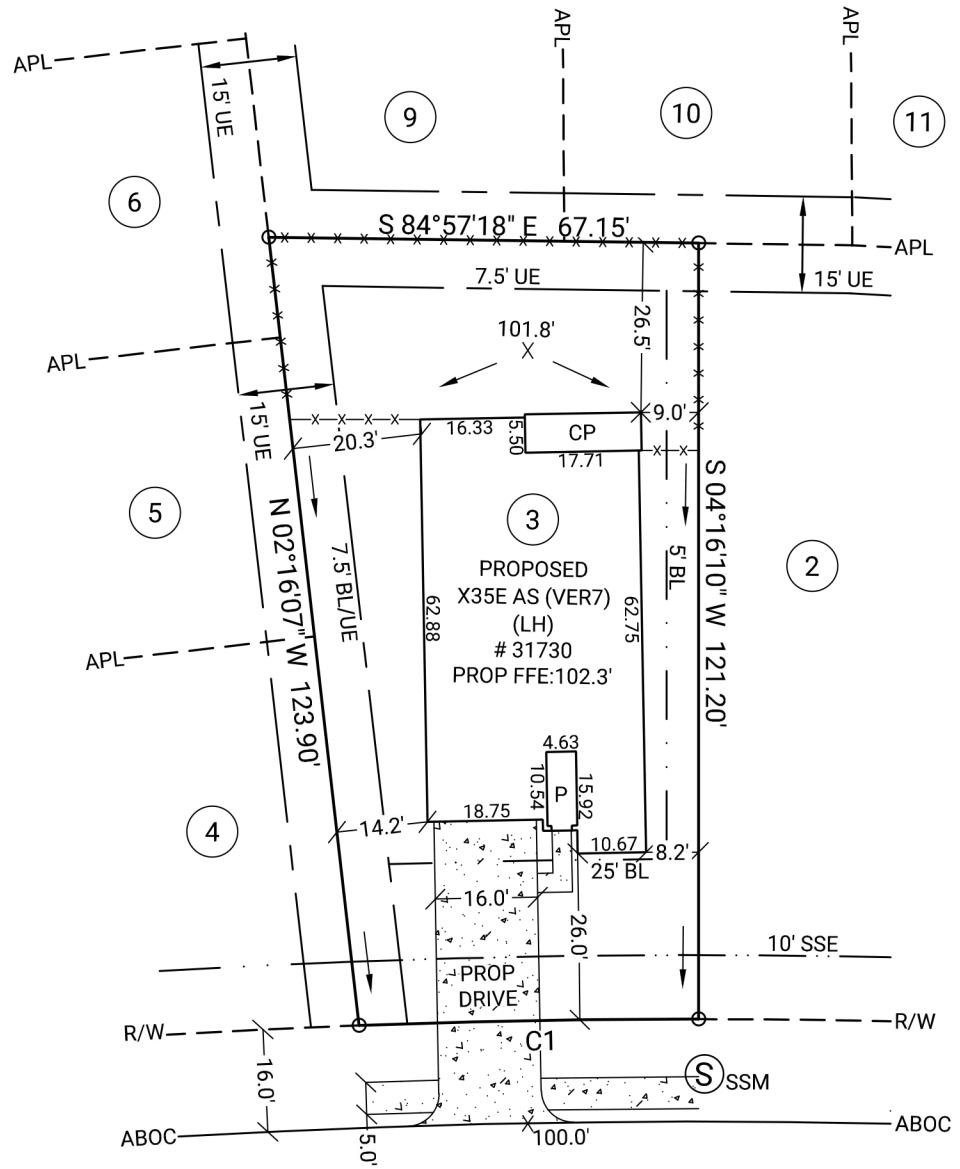 APL
APL
APL
15' UE
9
10
11
6
S 84°57'18" E 67.15'
APL
7.5' UE
15' UE
26.5'
101.8'
X
APL
15' UE
20.3'
16.33
5.50
CP
17.71
9.0'
5
N 02°16'07" W 123.90'
7.5' BL/UE
3
PROPOSED
X35E AS (VER7)
(LH)
# 31730
PROP FFE:102.3'
62.88
62.75
5' BL
S 04°16'10" W 121.20'
2
APL
4.63
10.54
P
15.92
4
14.2'
18.75
10.67
8.2'
25' BL
16.0'
26.0'
10' SSE
PROP
DRIVE
R/W
C1
R/W
16.0'
S
SSM
ABOC
5.0'
100.0'
ABOC